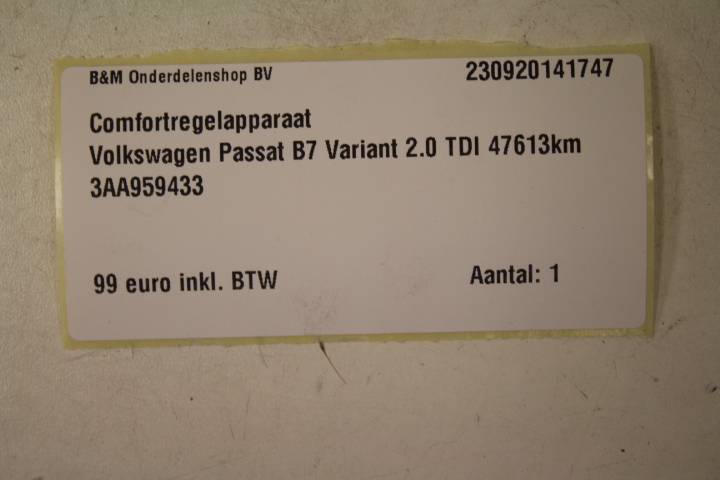 B&M Onderdelenshop BV 230920141747
Comfortregelapparaat
Volkswagen Passat B7 Variant 2.0 TDI 47613km
3AA959433
99 euro inkl. BTW Aantal: 1